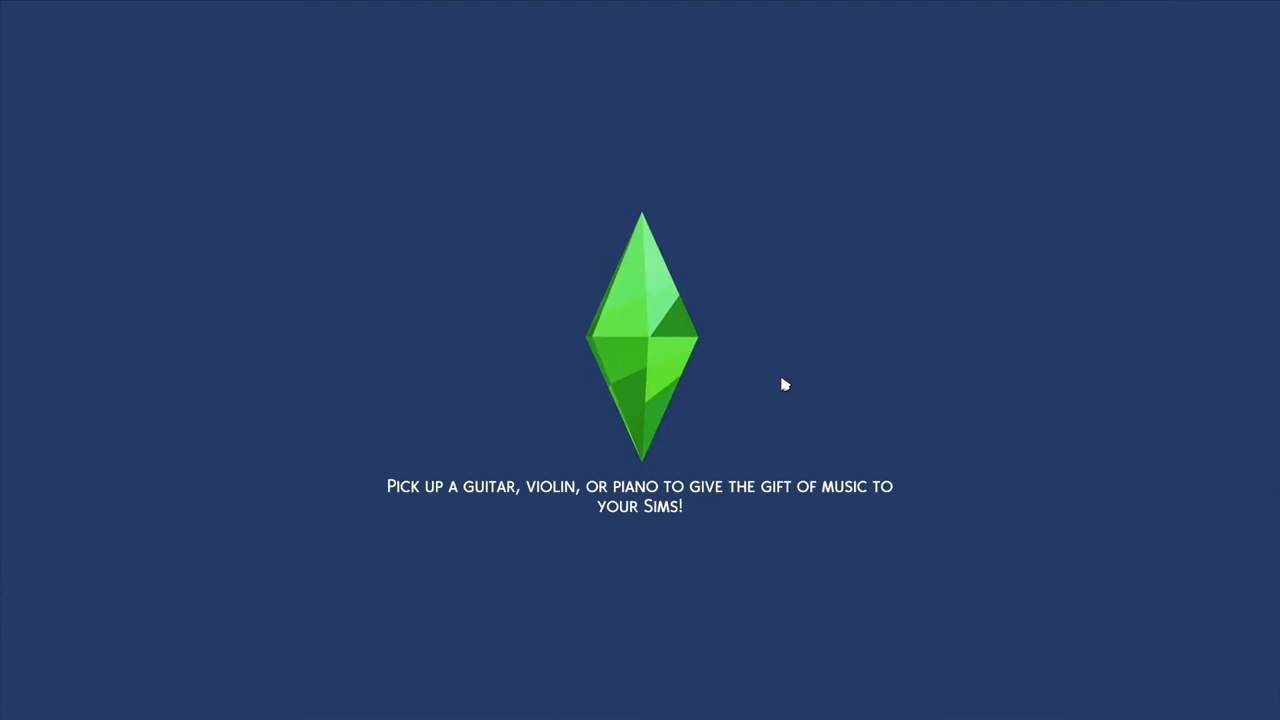 Pick up a guitar, violin, or piano to give the gift of music to
your Sims!